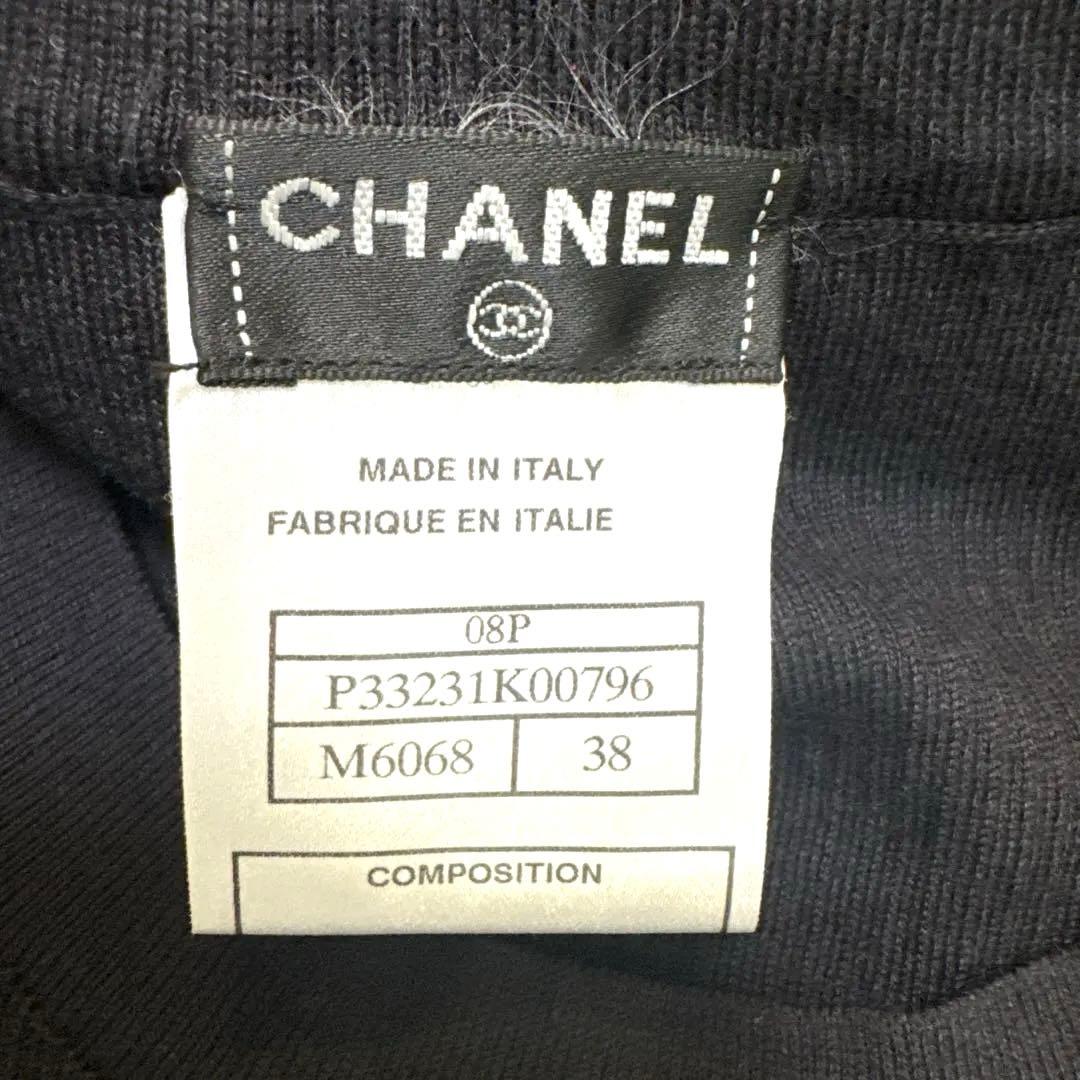 CHANEL
MADE IN ITALY
FABRIQUE EN ITALIE
08P
P33231K00796
M6068 38
COMPOSITION